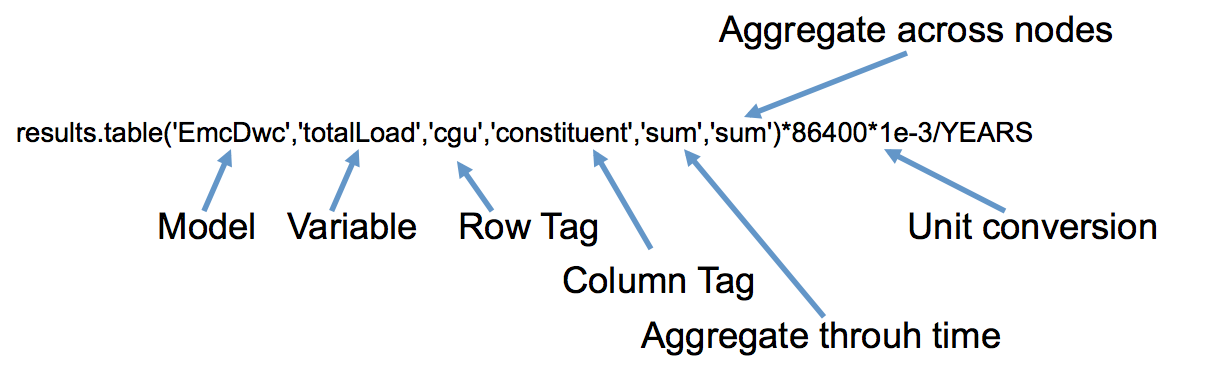 Aggregate across nodes
results.table('EmcDwc','totalLoad','cgu','constituent','sum','sum')*86400*1e-3/YEARS
Model Variable Row Tag Unit conversion
Column Tag
Aggregate throuh time